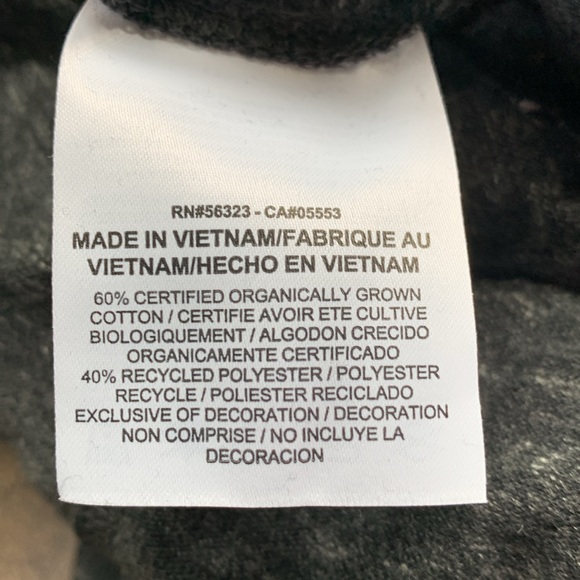 RN#56323 - CA#05553
MADE IN VIETNAM/FABRIQUE AU
VIETNAM/HECHO EN VIETNAM
60% CERTIFIED ORGANICALLY GROWN
COTTON / CERTIFIE AVOIR ETE CULTIVE
BIOLOGIQUEMENT / ALGODON CRECIDO
ORGANICAMENTE CERTIFICADO
40% RECYCLED POLYESTER / POLYESTER
RECYCLE / POLIESTER RECICLADO
EXCLUSIVE OF DECORATION / DECORATION
NON COMPRISE / NO INCLUYE LA
DECORACION